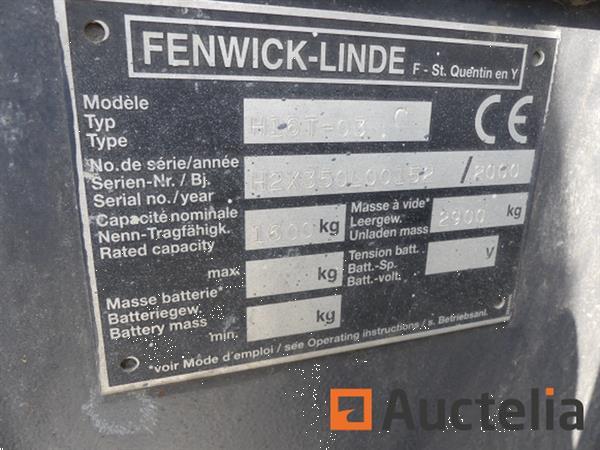 FENWICK-LINDE F - St. Quentin en Y
Modèle
Typ H16T-03
Type
CE
No.de série/année
Serien-Nr. / Bj. H2X350L00152 / 2000
Serial no./year
Capacité nominale
Nenn-Tragfähigk. 1600 kg
Rated capacity
Masse à vide*
Leergew. 2900 kg
Unladen mass
max. kg
Tension batt.
Batt.-Sp. V
Batt.-volt.
Masse batterie*
Batteriegew.
Battery mass min. kg
*voir Mode d'emploi / see Operating instructions / s. Betriebsanl.
Auctelia